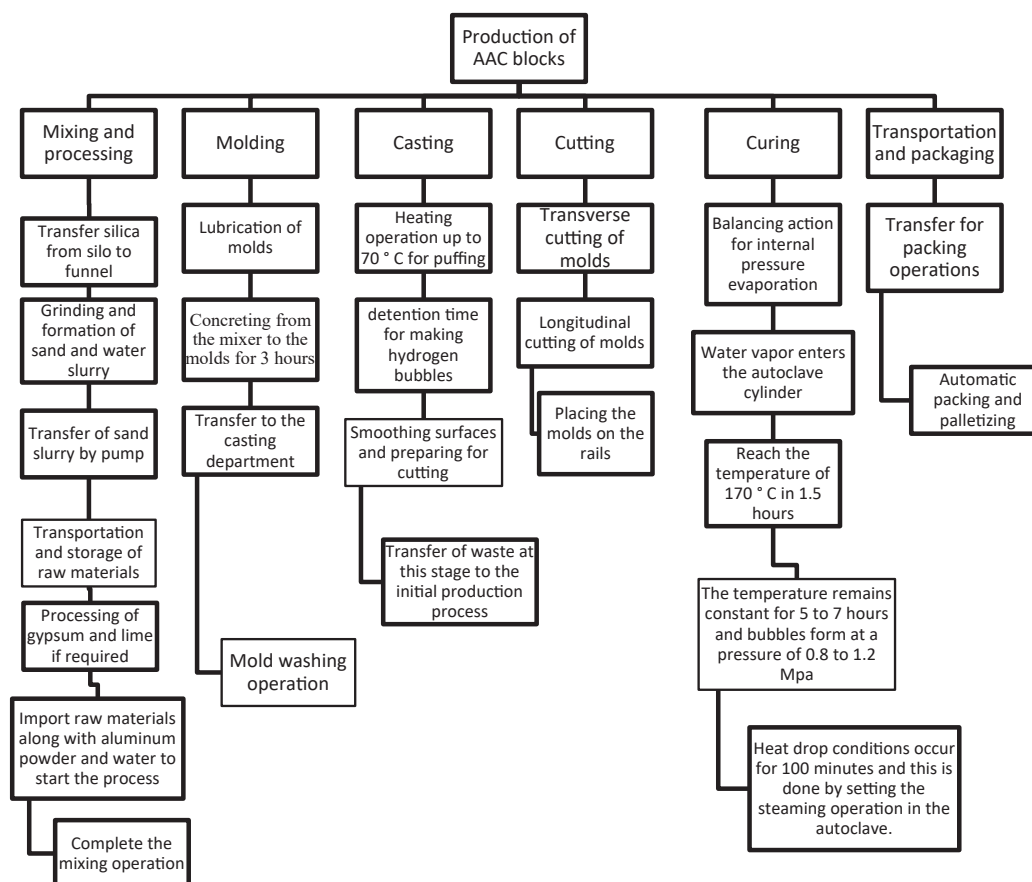 Production of
AAC blocks
Mixing and
processing
Transfer silica
from silo to
funnel
Grinding and
formation of
sand and water
slurry
Transfer of sand
slurry by pump
Transportation
and storage of
raw materials
Processing of
gypsum and lime
if required
Import raw materials
along with aluminum
powder and water to
start the process
Complete the
mixing operation
Molding
Lubrication of
molds
Concreting from
the mixer to the
molds for 3 hours
Transfer to the
casting
department
Mold washing
operation
Casting
Heating
operation up to
70 ° C for puffing
detention time
for making
hydrogen
bubbles
Smoothing surfaces
and preparing for
cutting
Transfer of waste at
this stage to the
initial production
process
Cutting
Transverse
cutting of
molds
Longitudinal
cutting of molds
Placing the
molds on the
rails
Curing
Balancing action
for internal
pressure
evaporation
Water vapor enters
the autoclave
cylinder
Reach the
temperature of
170 ° C in 1.5
hours
The temperature remains
constant for 5 to 7 hours
and bubbles form at a
pressure of 0.8 to 1.2
Mpa
Heat drop conditions occur
for 100 minutes and this is
done by setting the
steaming operation in the
autoclave.
Transportation
and packaging
Transfer for
packing
operations
Automatic
packing and
palletizing